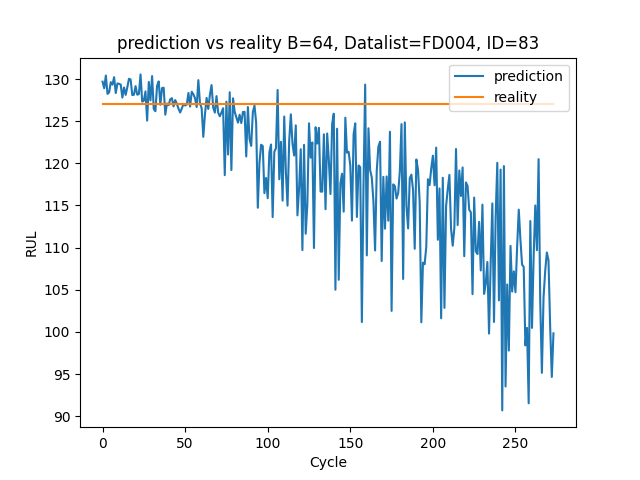 prediction vs reality B=64, Datalist=FD004, ID=83
prediction
reality
RUL
130
125
120
115
110
105
100
95
90
0 50 100 150 200 250
Cycle